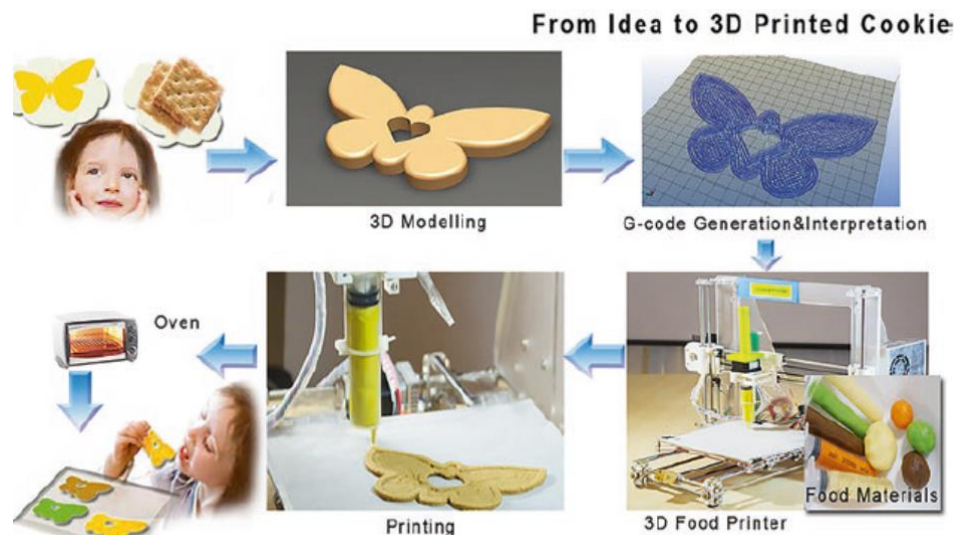 From Idea to 3D Printed Cookie
3D Modelling
G-code Generation&Interpretation
Oven
Food Materials
Printing
3D Food Printer